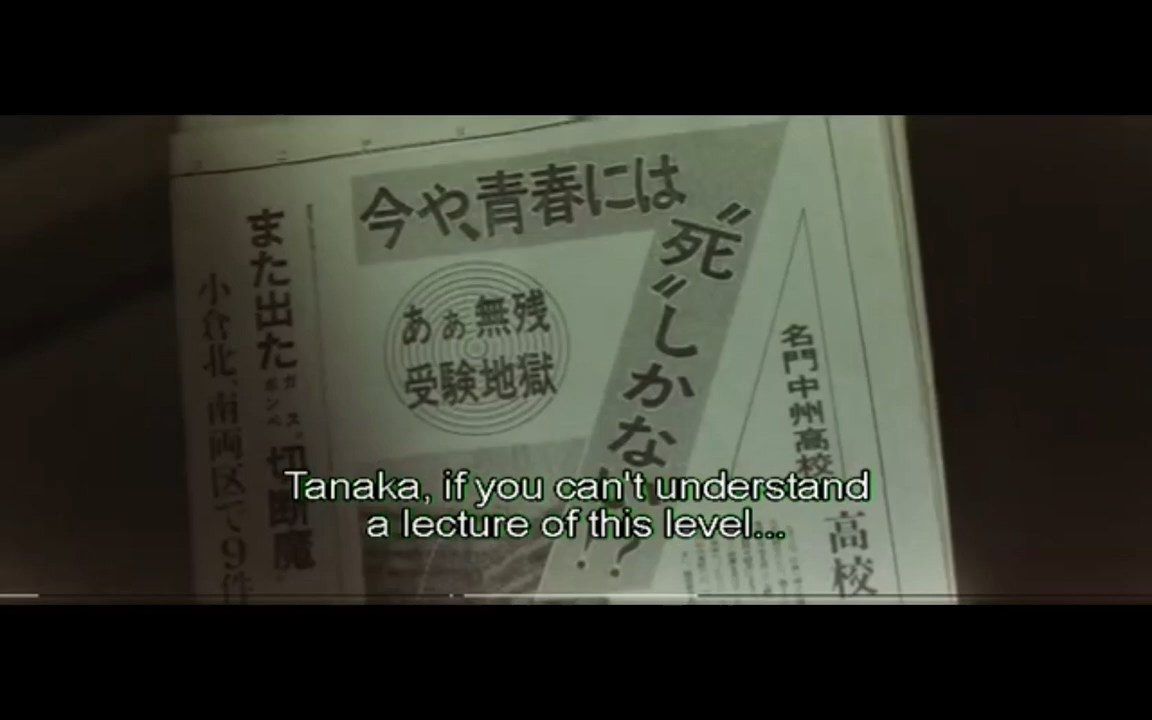 今や、青春には
〝死〟しかない!?
ああ無残
受験地獄
名門中州高校
高校
また出た
ガスボンベ
切断魔
小倉北、南両区で9件
Tanaka, if you can't understand
a lecture of this level...